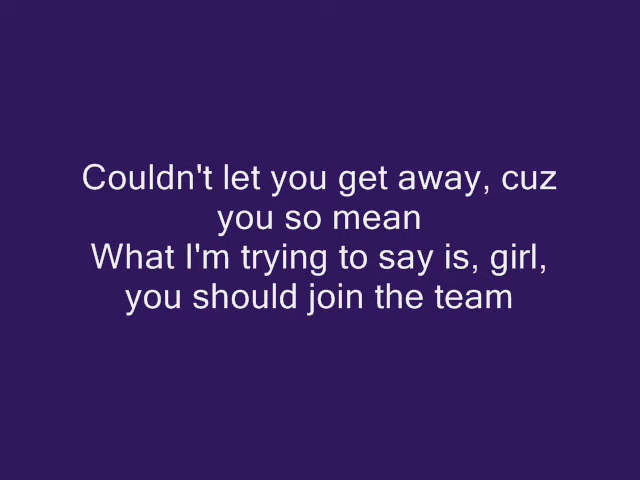 Couldn't let you get away, cuz
you so mean
What I'm trying to say is, girl,
you should join the team